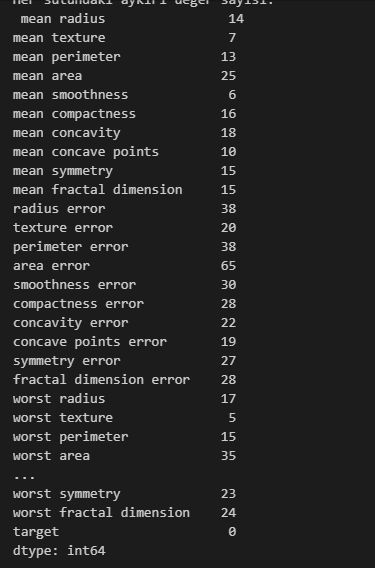 Her sütundaki aykırı değer sayısı:
mean radius 14
mean texture 7
mean perimeter 13
mean area 25
mean smoothness 6
mean compactness 16
mean concavity 18
mean concave points 10
mean symmetry 15
mean fractal dimension 15
radius error 38
texture error 20
perimeter error 38
area error 65
smoothness error 30
compactness error 28
concavity error 22
concave points error 19
symmetry error 27
fractal dimension error 28
worst radius 17
worst texture 5
worst perimeter 15
worst area 35
...
worst symmetry 23
worst fractal dimension 24
target 0
dtype: int64